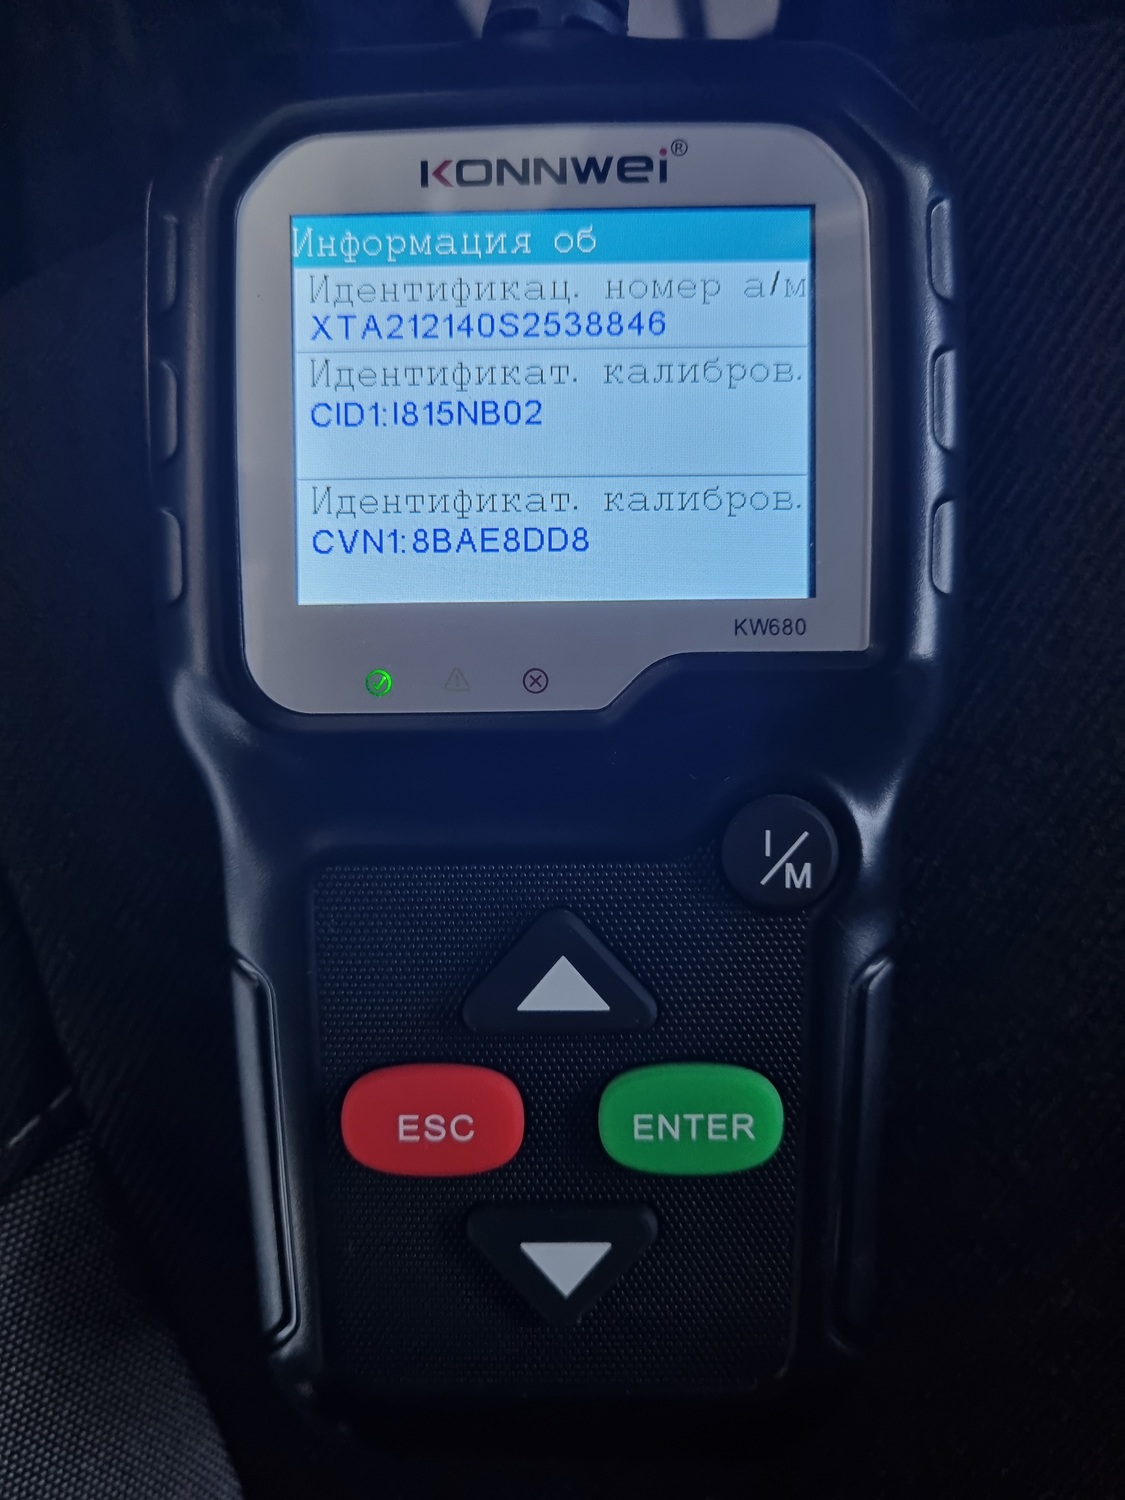 KONNWEI®
Информация об
Идентификац. номер а/м
XTA212140S2538846
Идентификат. калибров.
CID1:I815NB02
Идентификат. калибров.
CVN1:8BAE8DD8
KW680
I/M
ESC
ENTER